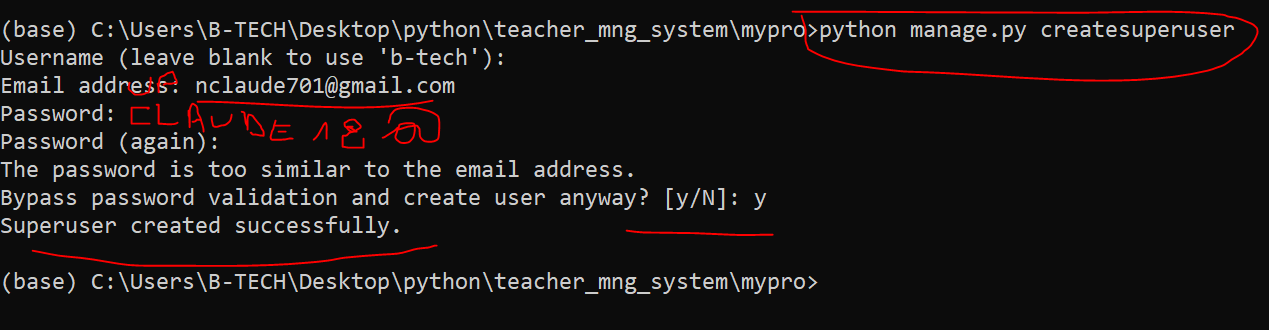 (base) C:\Users\B-TECH\Desktop\python\teacher_mng_system\mypro>python manage.py createsuperuser
Username (leave blank to use 'b-tech'):
Email address: nclaude701@gmail.com
Password: CLAUDE
Password (again):
The password is too similar to the email address.
Bypass password validation and create user anyway? [y/N]: y
Superuser created successfully.
(base) C:\Users\B-TECH\Desktop\python\teacher_mng_system\mypro>